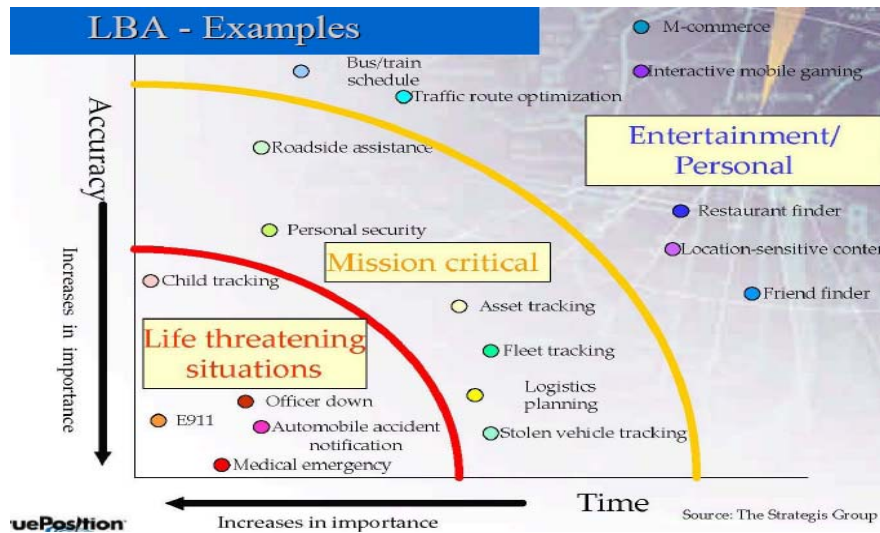 LBA - Examples
M-commerce
Bus/train
schedule
Interactive mobile gaming
Traffic route optimization
Accuracy
Entertainment/
Personal
Roadside assistance
Restaurant finder
Personal security
Location-sensitive conter
Mission critical
Increases in importance
Child tracking
Friend finder
Asset tracking
Life threatening
situations
Fleet tracking
Logistics
planning
Officer down
E911
Automobile accident
notification
Stolen vehicle tracking
Medical emergency
Time
Increases in importance
Source: The Strategis Group
ruePosition